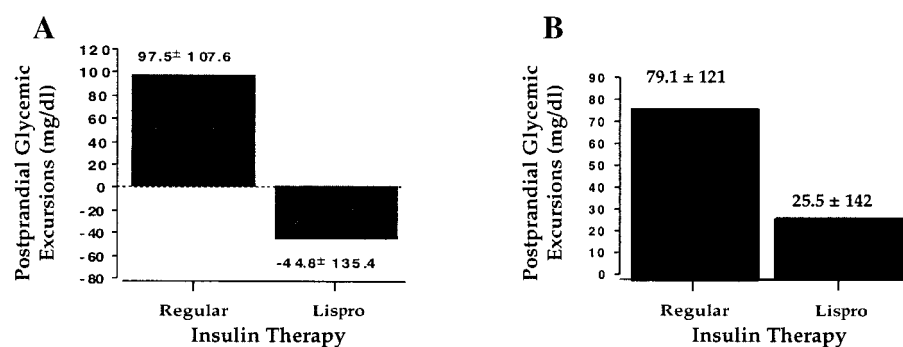 A
Postprandial Glycemic
Excursions (mg/dl)
120
100
80
60
40
20
0
-20
-40
-60
-80
97.5± 107.6
-44.8± 135.4
Regular Lispro
Insulin Therapy
B
Postprandial Glycemic
Excursions (mg/dl)
90
80
70
60
50
40
30
20
10
0
79.1 ± 121
25.5 ± 142
Regular Lispro
Insulin Therapy